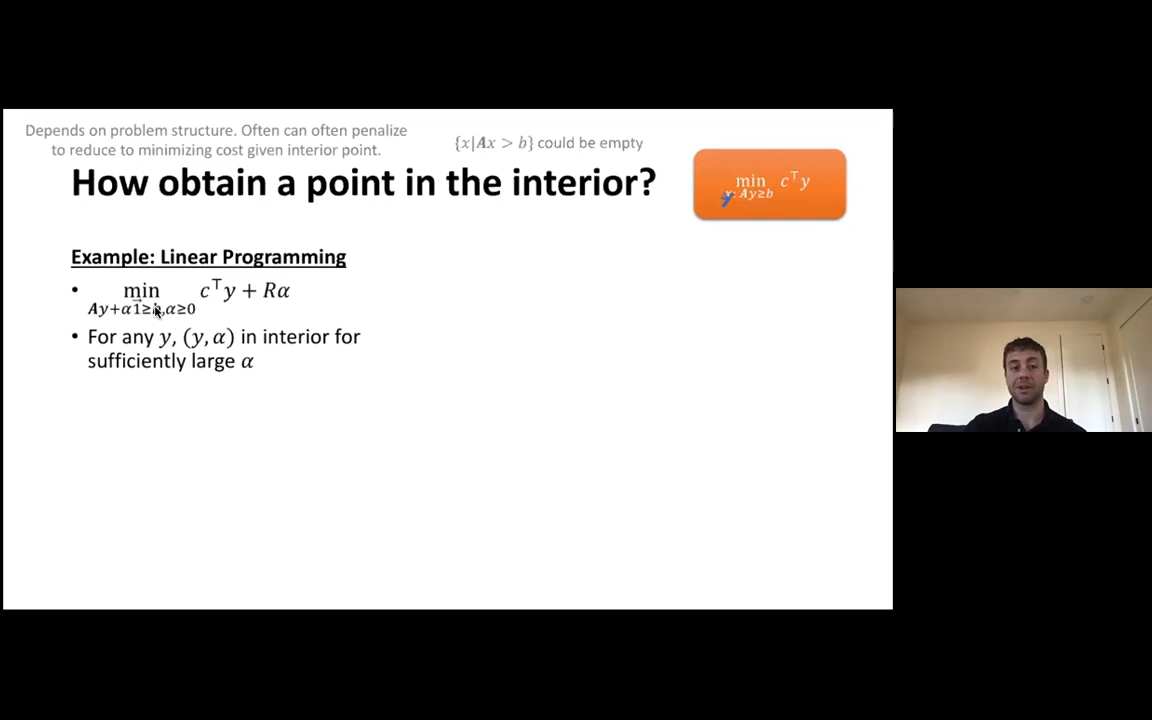 Depends on problem structure. Often can often penalize
to reduce to minimizing cost given interior point.
{x|Ax > b} could be empty
How obtain a point in the interior?
min c⊤y
y Ay≥b
Example: Linear Programming
• min c⊤y + Rα
Ay+α1⃗≥b,α≥0
• For any y, (y, α) in interior for
sufficiently large α